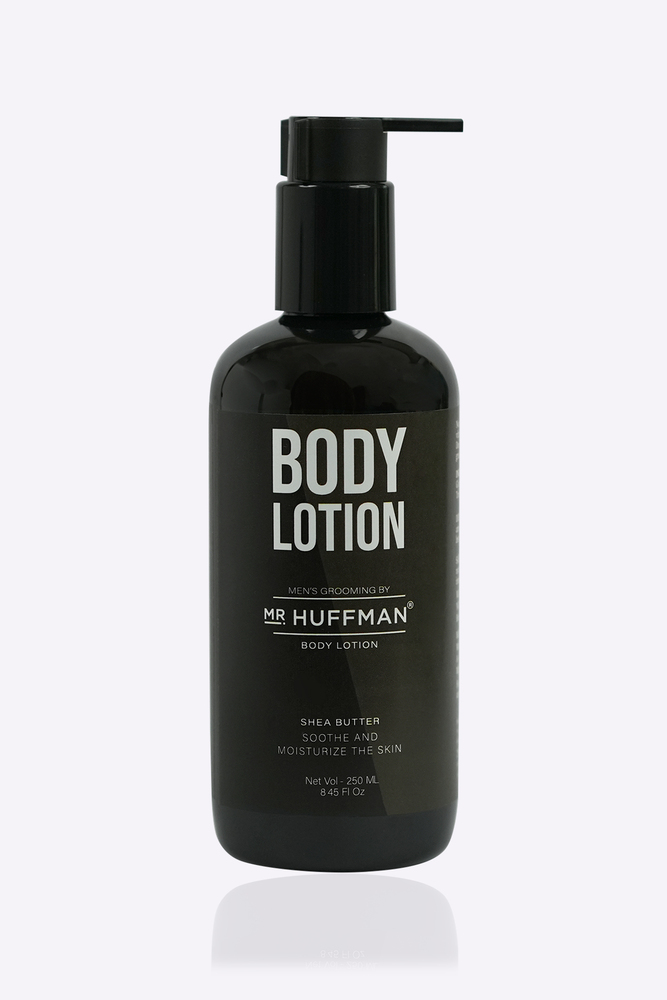 BODY
LOTION
MEN'S GROOMING BY
MR. HUFFMAN®
BODY LOTION
SHEA BUTTER
SOOTHE AND
MOISTURIZE THE SKIN
Net Vol - 250 ML
8 45 Fl Oz